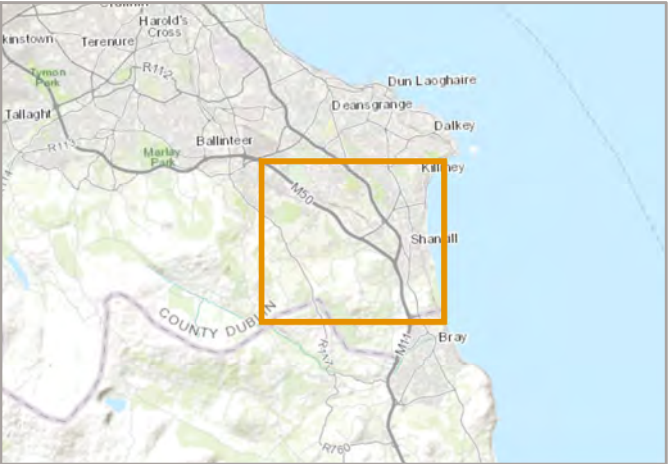 Harold's
Cross
kinstown
Terenure
Tymon
Park
R112
Dun Laoghaire
Deansgrange
Tallaght
Dalkey
Ballinteer
R113
Marlay
Park
M50
COUNTY DUBLIN
M11
Bray
R117
R760